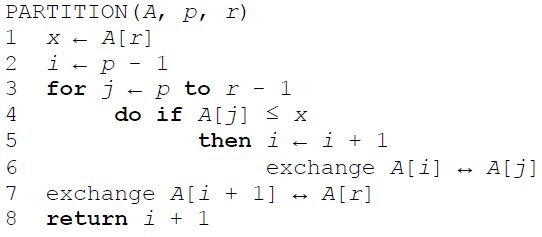 PARTITION(A, p, r)
1 x ← A[r]
2 i ← p - 1
3 for j ← p to r - 1
4 do if A[j] ≤ x
5 then i ← i + 1
6 exchange A[i] ↔ A[j]
7 exchange A[i + 1] ↔ A[r]
8 return i + 1